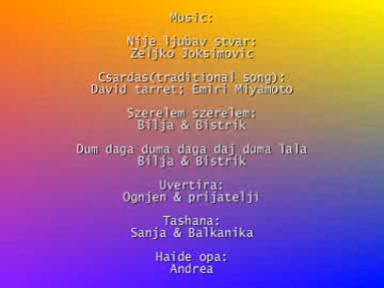 Music:
Nije ljubav stvar:
Zeljko Joksimovic
Csardas(traditional song):
David tarret; Emiri Miyamoto
Szerelem szerelem:
Bilja & Bistrik
Dum daga duma daga daj duma lala
Bilja & Bistrik
Uvertira:
Ognjen & prijatelji
Tashana:
Sanja & Balkanika
Haide opa:
Andrea